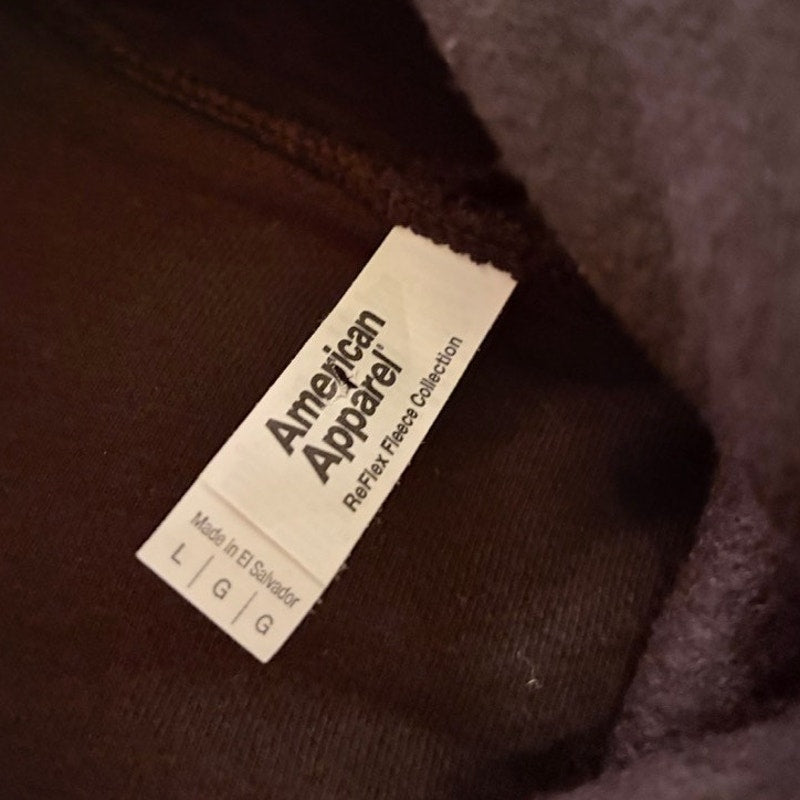 American
Apparel®
ReFlex Fleece Collection
Made in El Salvador
L | G | G